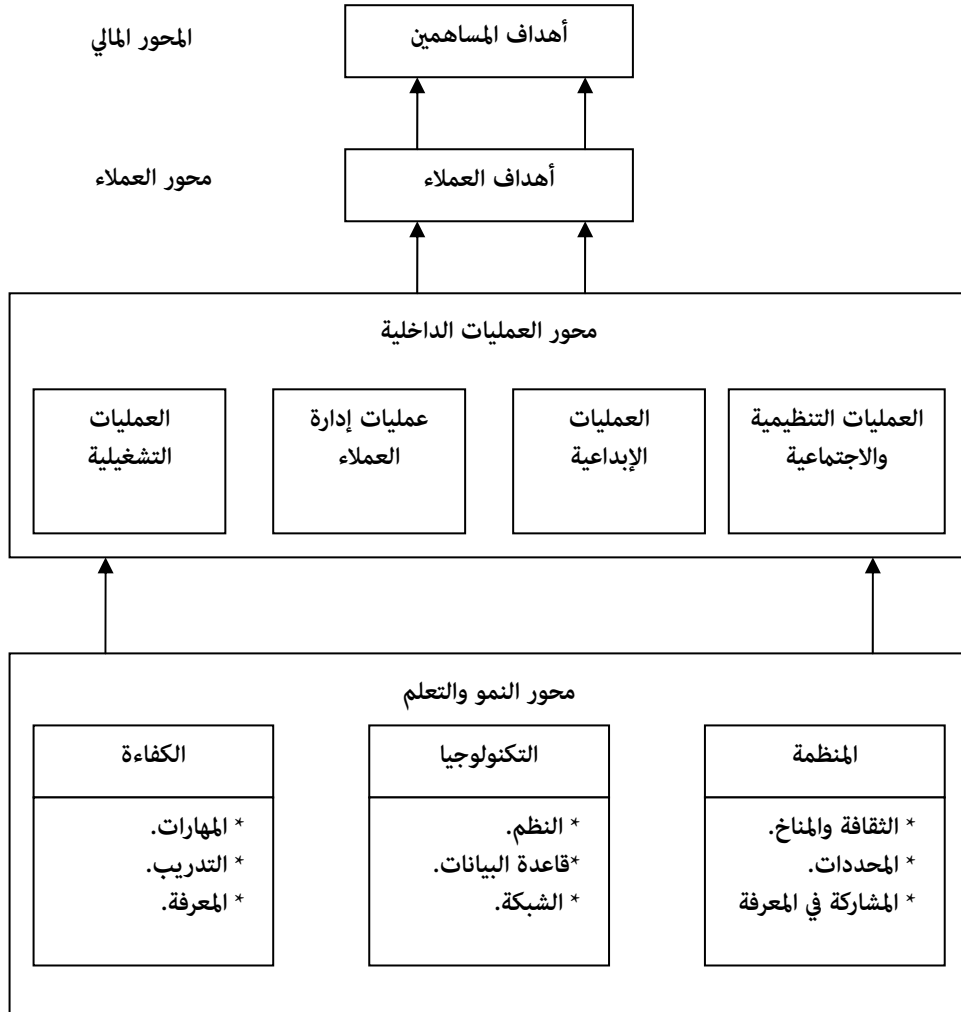 المحور المالي
أهداف المساهمين
محور العملاء
أهداف العملاء
محور العمليات الداخلية
العمليات التنظيمية
والاجتماعية
العمليات
الإبداعية
عمليات إدارة
العملاء
العمليات
التشغيلية
محور النمو والتعلم
المنظمة
* الثقافة والمناخ.
* المحددات.
* المشاركة في المعرفة
التكنولوجيا
* النظم.
*قاعدة البيانات.
* الشبكة.
الكفاءة
* المهارات.
* التدريب.
* المعرفة.